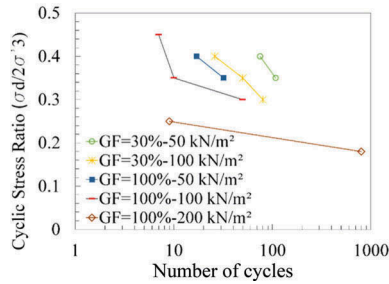 Cyclic Stress Ratio (σd/2σ'3)
0.5
0.4
0.3
0.2
0.1
0
GF=30%-50 kN/m²
GF=30%-100 kN/m²
GF=100%-50 kN/m²
GF=100%-100 kN/m²
GF=100%-200 kN/m²
1
10
100
1000
Number of cycles